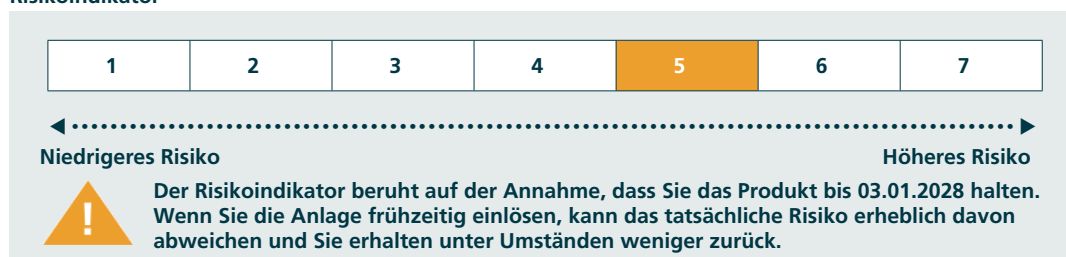 Risikoindikator
1 2 3 4 5 6 7
Niedrigeres Risiko Höheres Risiko
Der Risikoindikator beruht auf der Annahme, dass Sie das Produkt bis 03.01.2028 halten.
Wenn Sie die Anlage frühzeitig einlösen, kann das tatsächliche Risiko erheblich davon
abweichen und Sie erhalten unter Umständen weniger zurück.